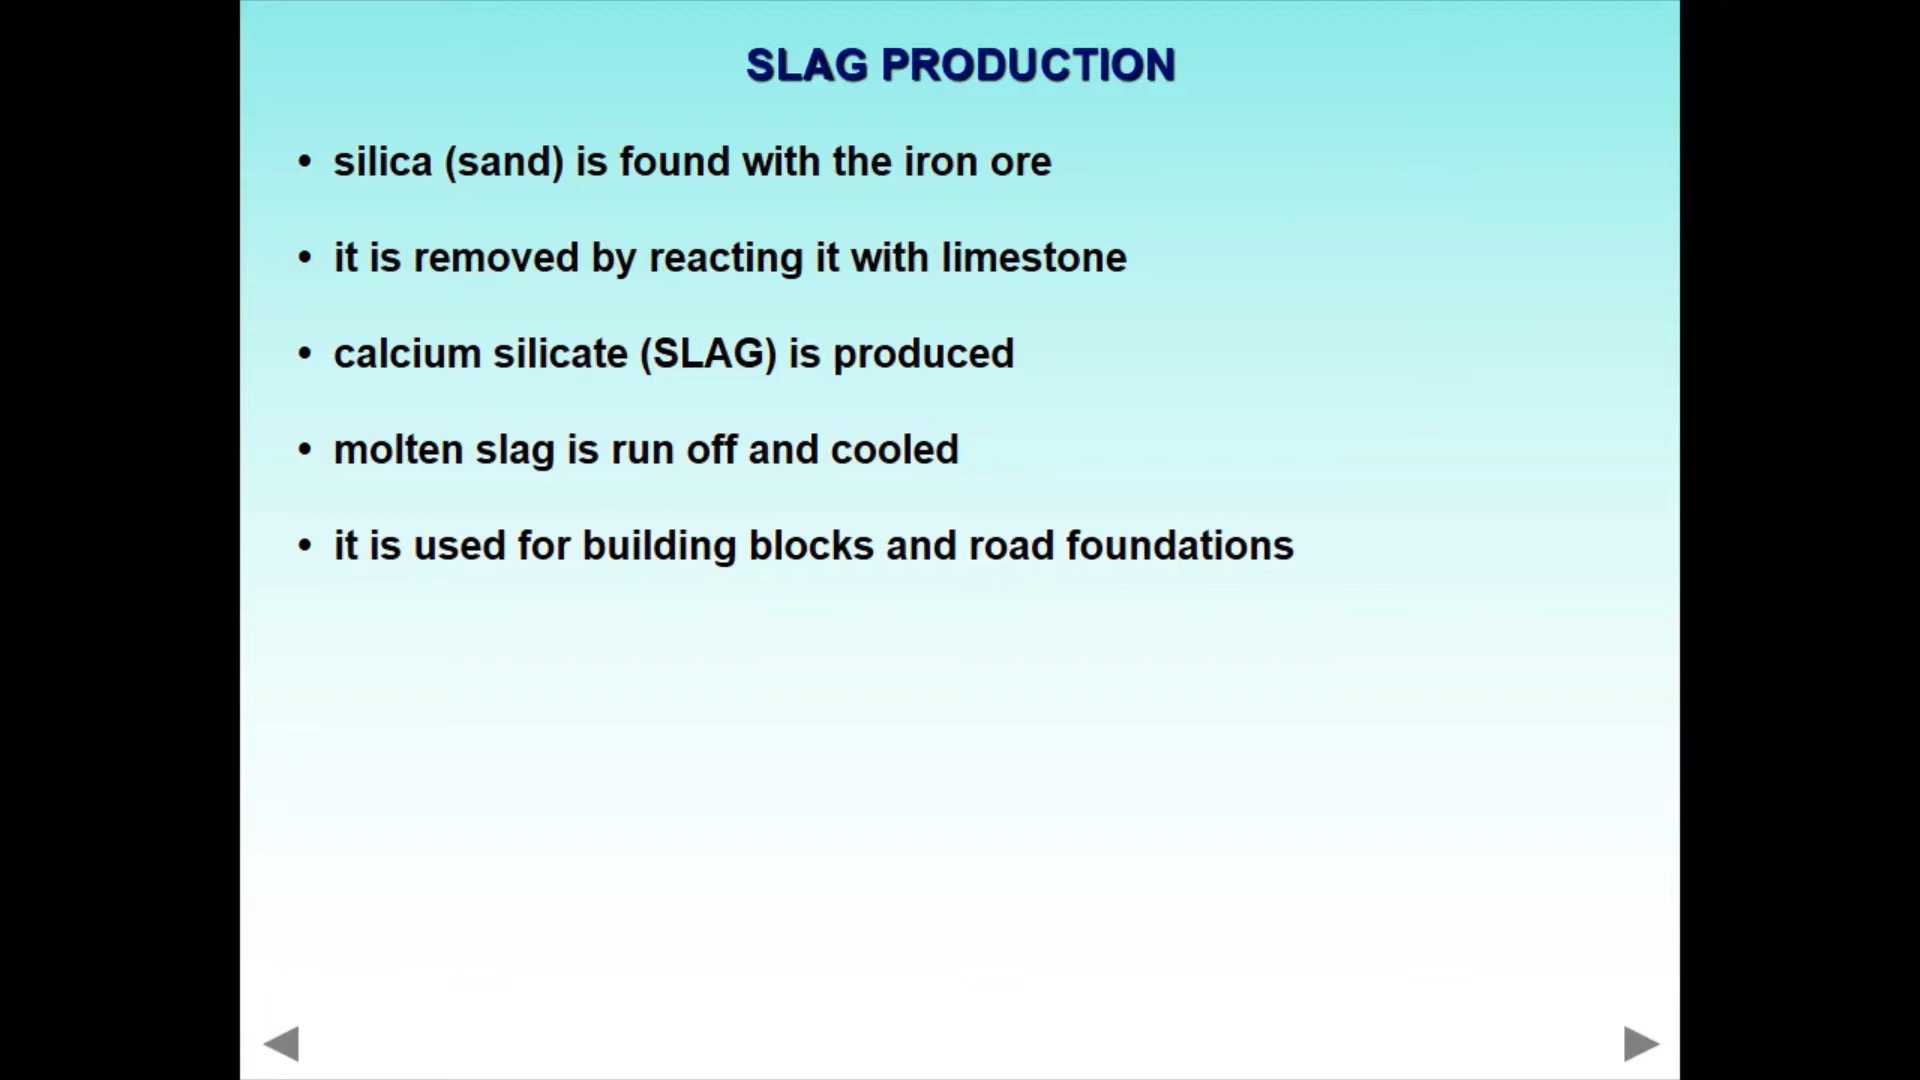 SLAG PRODUCTION
• silica (sand) is found with the iron ore
• it is removed by reacting it with limestone
• calcium silicate (SLAG) is produced
• molten slag is run off and cooled
• it is used for building blocks and road foundations